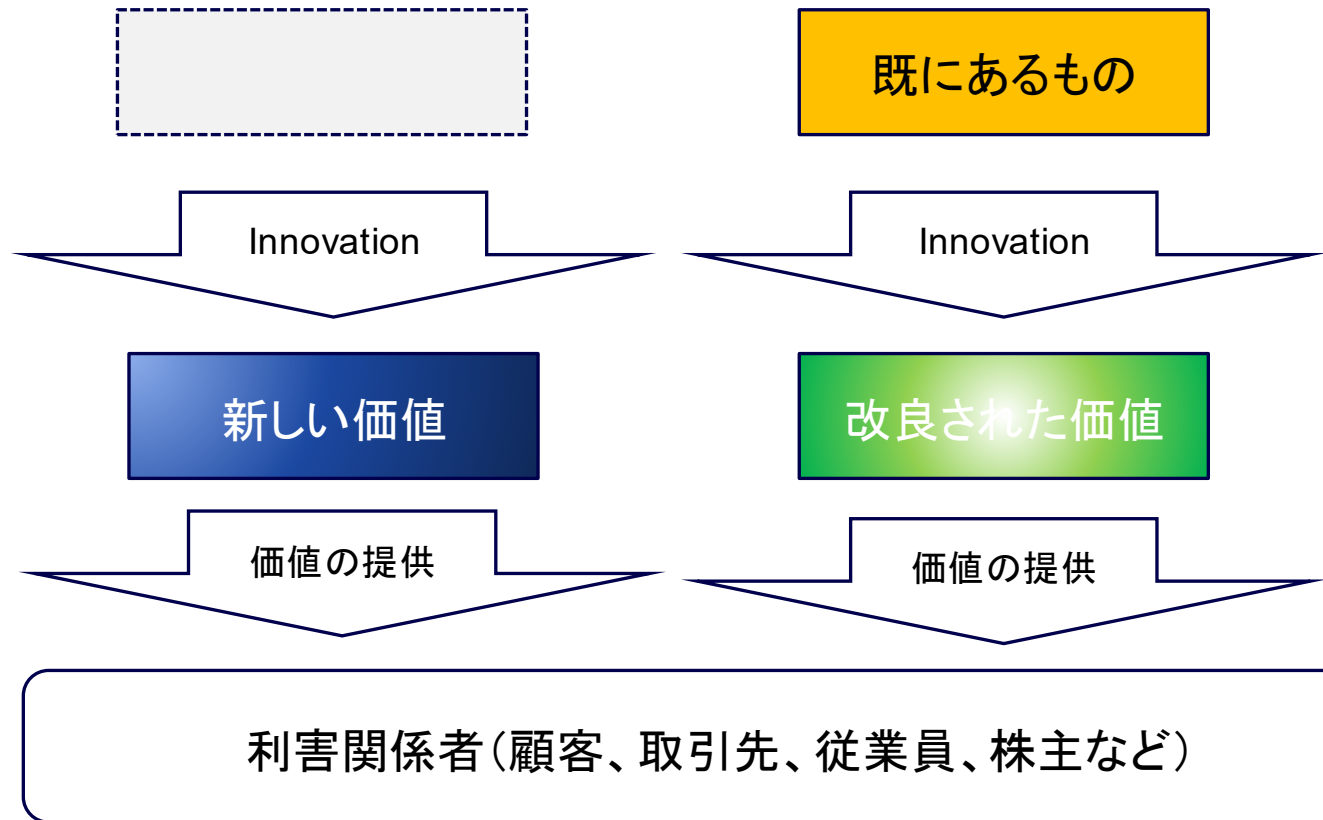 既にあるもの
Innovation
Innovation
新しい価値
改良された価値
価値の提供
価値の提供
利害関係者(顧客、取引先、従業員、株主など)